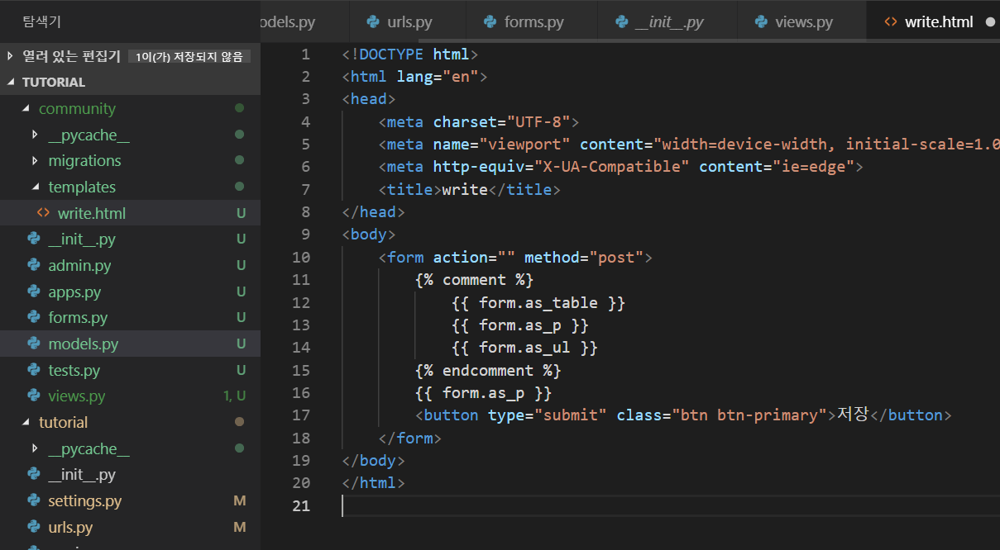 탐색기
odels.py urls.py forms.py __init__.py views.py write.html
열려 있는 편집기 1이(가) 저장되지 않음
TUTORIAL
community
__pycache__
migrations
templates
write.html U
__init__.py U
admin.py U
apps.py U
forms.py U
models.py U
tests.py U
views.py 1, U
tutorial
__pycache__
__init__.py
settings.py M
urls.py M
1 <!DOCTYPE html>
2 <html lang="en">
3 <head>
4 <meta charset="UTF-8">
5 <meta name="viewport" content="width=device-width, initial-scale=1.0
6 <meta http-equiv="X-UA-Compatible" content="ie=edge">
7 <title>write</title>
8 </head>
9 <body>
10 <form action="" method="post">
11 {% comment %}
12 {{ form.as_table }}
13 {{ form.as_p }}
14 {{ form.as_ul }}
15 {% endcomment %}
16 {{ form.as_p }}
17 <button type="submit" class="btn btn-primary">저장</button>
18 </form>
19 </body>
20 </html>
21